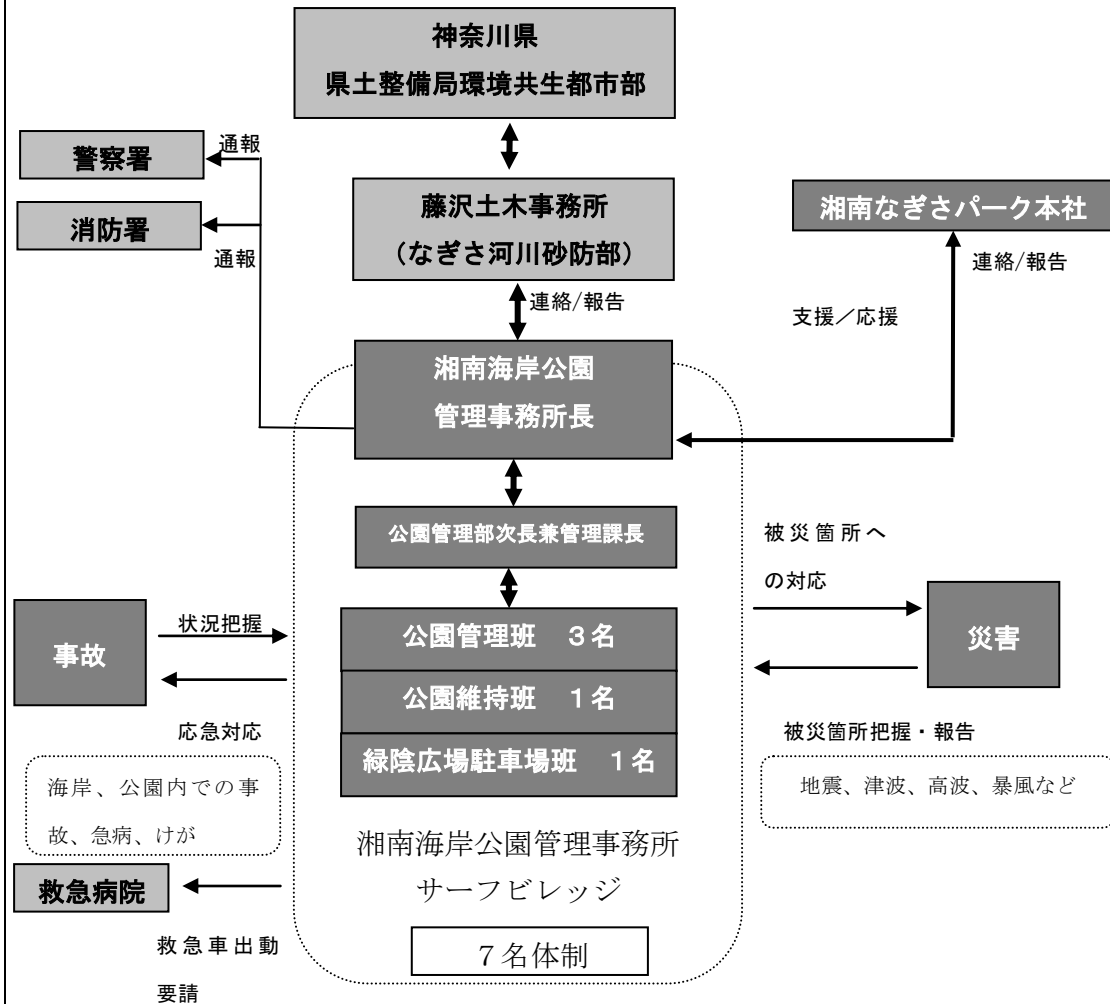 神奈川県
県土整備局環境共生都市部
警察署
通報
消防署
通報
藤沢土木事務所
（なぎさ河川砂防部）
湘南なぎさパーク本社
連絡/報告
連絡/報告
支援／応援
湘南海岸公園
管理事務所長
公園管理部次長兼管理課長
被災箇所へ
の対応
事故
状況把握
応急対応
公園管理班　３名
公園維持班　１名
緑陰広場駐車場班　１名
災害
被災箇所把握・報告
海岸、公園内での事
故、急病、けが
地震、津波、高波、暴風など
湘南海岸公園管理事務所
サーフビレッジ
救急病院
救急車出動
要請
７名体制